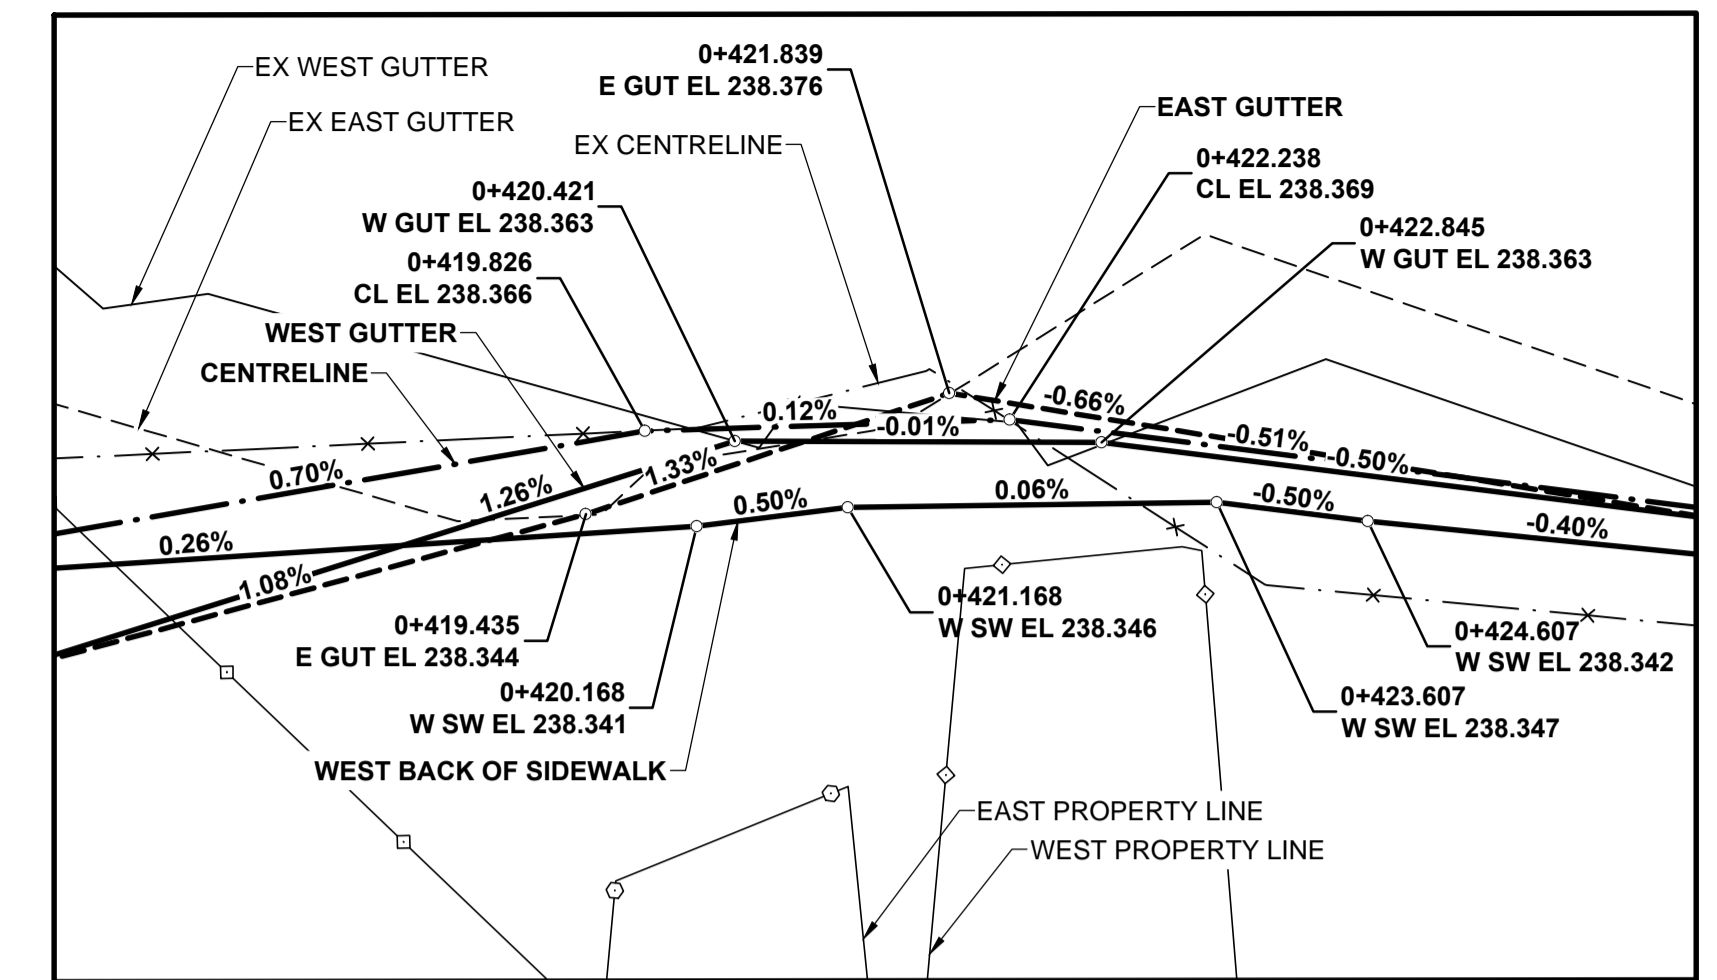 0+421.839
E GUT EL 238.376
EX WEST GUTTER
EX EAST GUTTER
EAST GUTTER
EX CENTRELINE
0+422.238
CL EL 238.369
0+420.421
W GUT EL 238.363
0+422.845
W GUT EL 238.363
0+419.826
CL EL 238.366
WEST GUTTER
CENTRELINE
0.12%
-0.01%
-0.66%
-0.51%
-0.50%
0.70%
1.26%
1.33%
0.50%
0.06%
-0.50%
-0.40%
0.26%
1.08%
0+421.168
W SW EL 238.346
0+419.435
E GUT EL 238.344
0+424.607
W SW EL 238.342
0+420.168
W SW EL 238.341
0+423.607
W SW EL 238.347
WEST BACK OF SIDEWALK
EAST PROPERTY LINE
WEST PROPERTY LINE